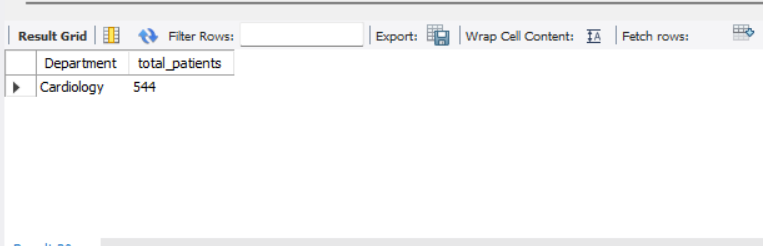 Result Grid Filter Rows: Export: Wrap Cell Content: Fetch rows:
Department total_patients
Cardiology 544